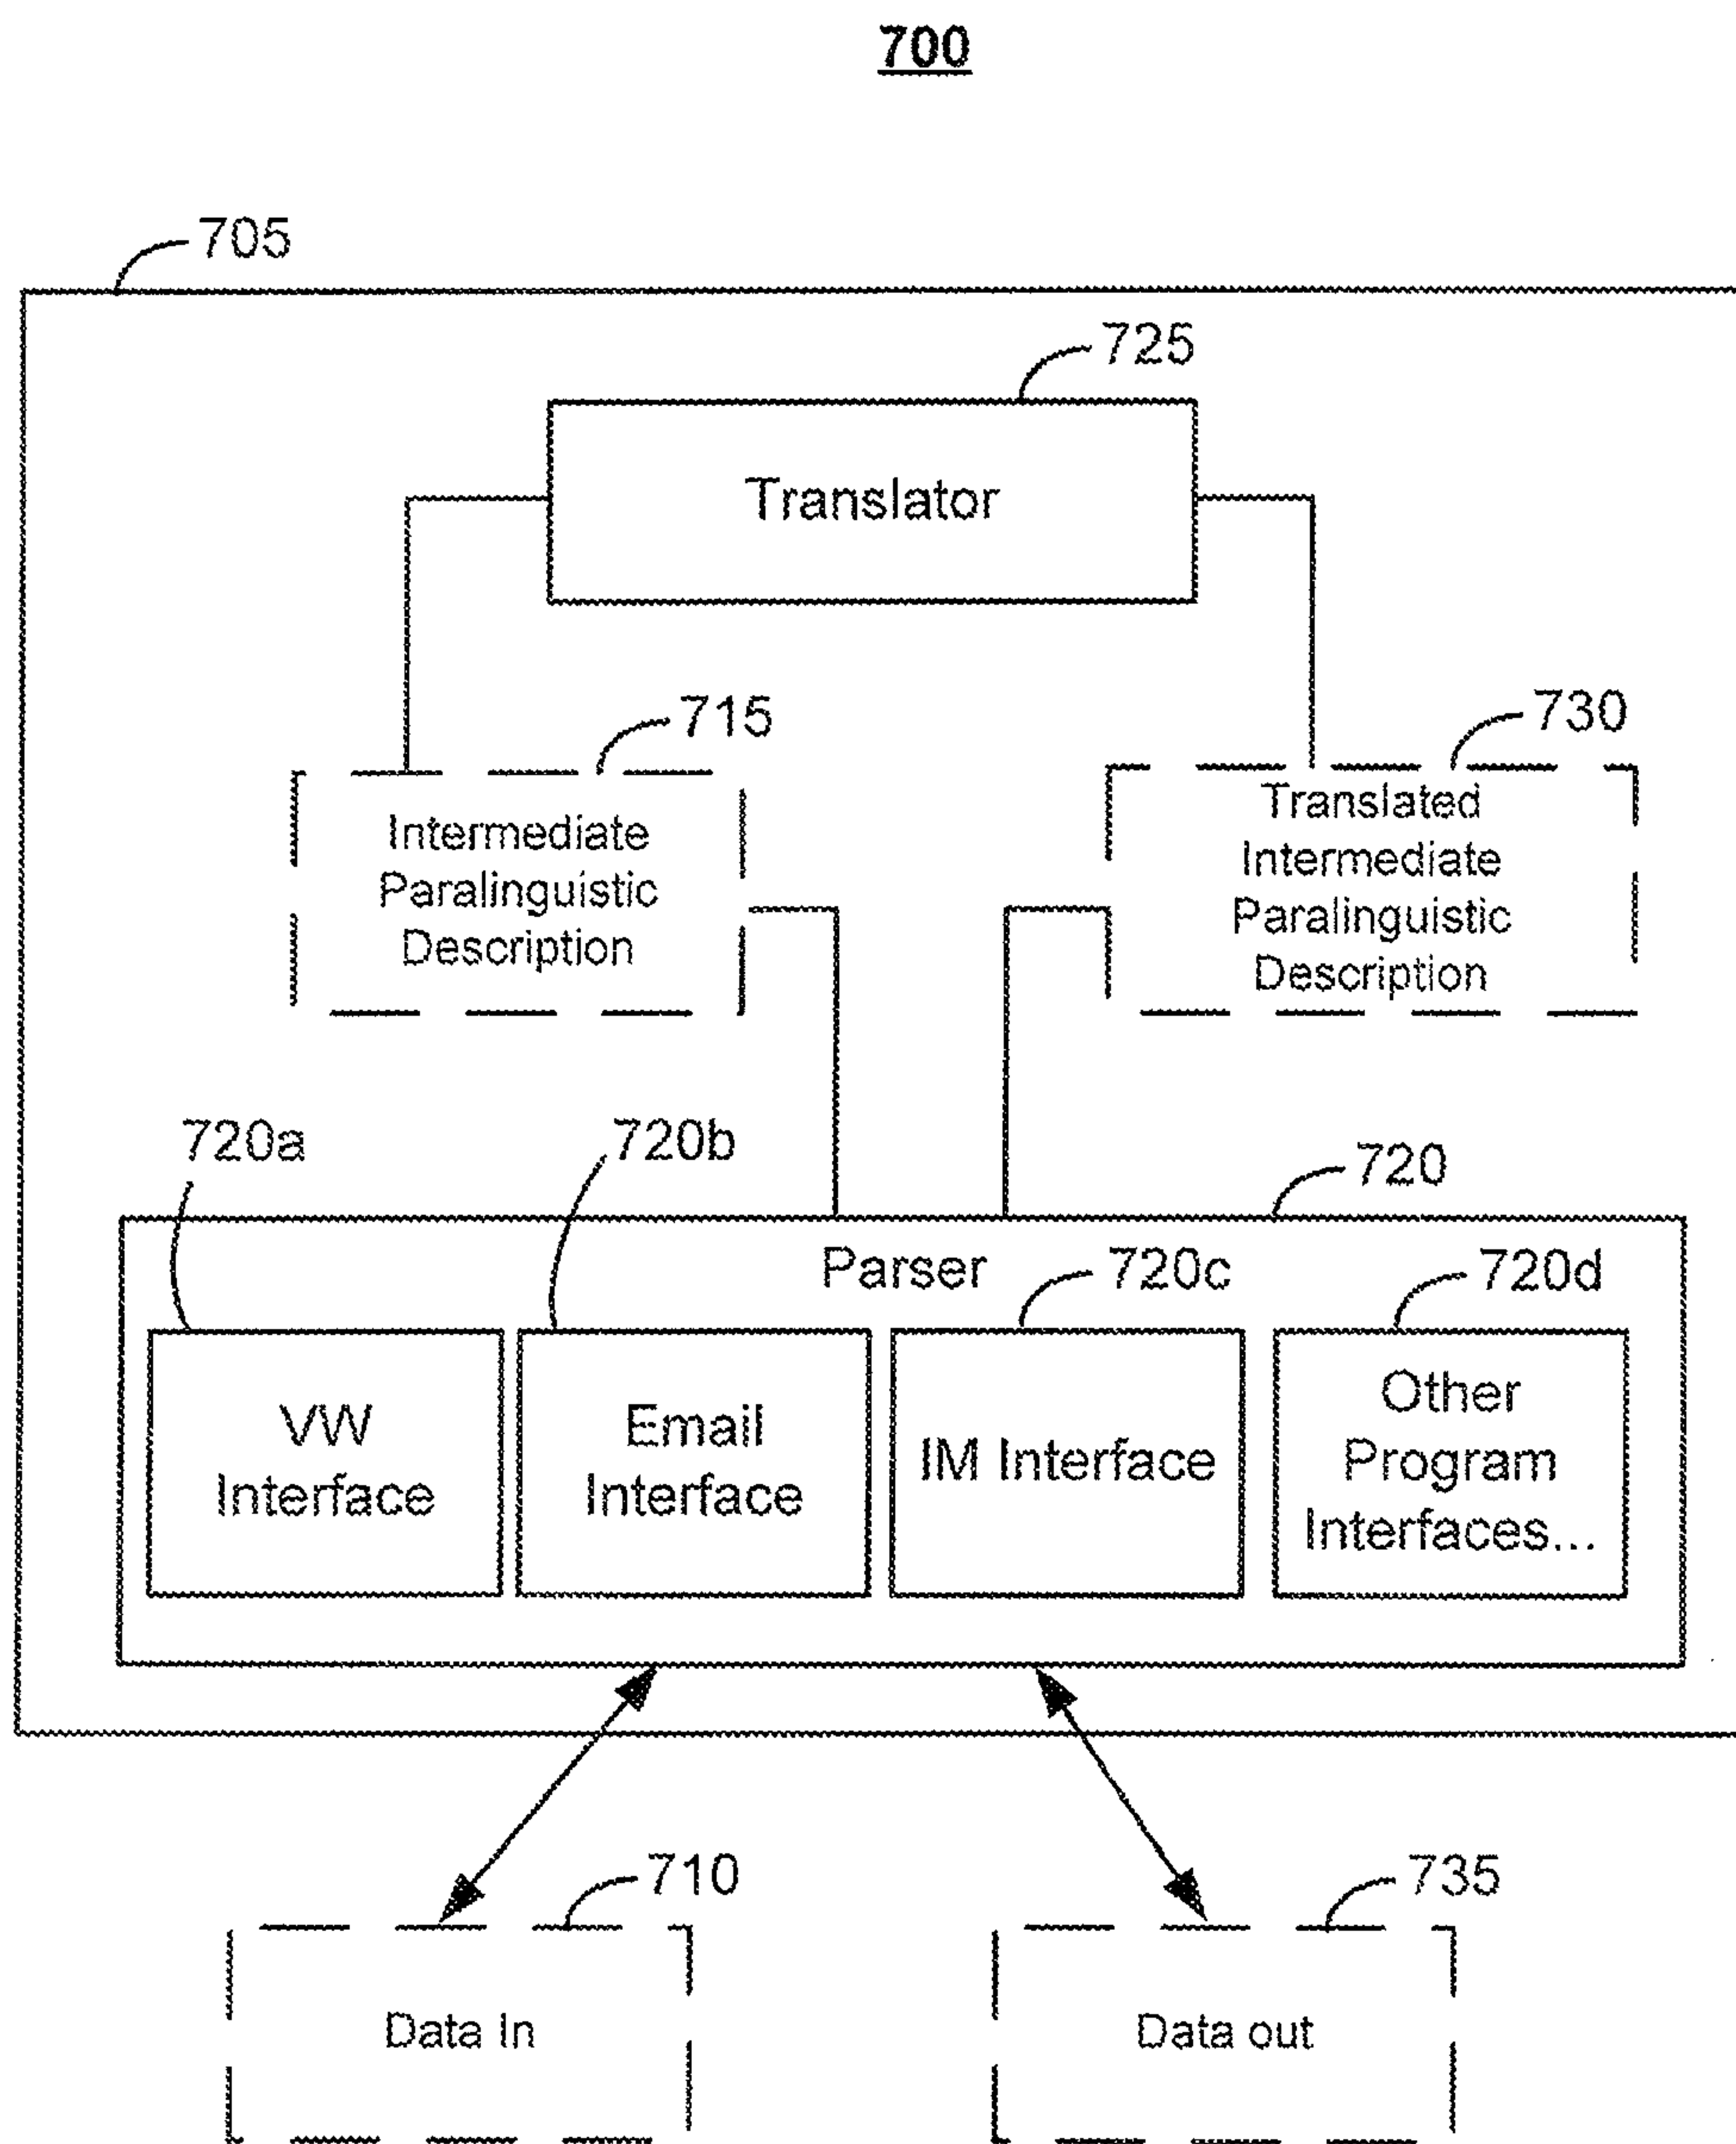 700
705
725
Translator
715
730
Intermediate
Paralinguistic
Description
Translated
Intermediate
Paralinguistic
Description
720a
720b
720
Parser
720c
720d
VW
Interface
Email
Interface
IM Interface
Other
Program
Interfaces...
710
735
Data In
Data out